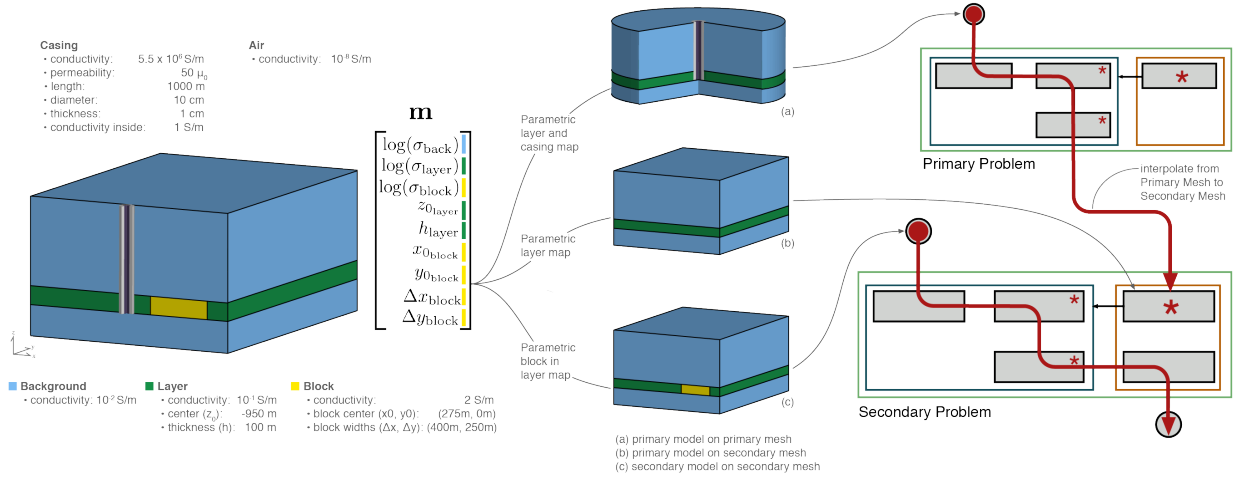 Casing
• conductivity: 5.5 x 10⁶ S/m
• permeability: 50 μ₀
• length: 1000 m
• diameter: 10 cm
• thickness: 1 cm
• conductivity inside: 1 S/m
Air
• conductivity: 10⁻⁸ S/m
m
log(σback)
log(σlayer)
log(σblock)
z0layer
hlayer
x0block
y0block
Δxblock
Δyblock
Parametric
layer and
casing map
Parametric
layer map
Parametric
block in
layer map
(a)
(b)
(c)
(a) primary model on primary mesh
(b) primary model on secondary mesh
(c) secondary model on secondary mesh
* *
*
Primary Problem
interpolate from
Primary Mesh to
Secondary Mesh
* *
*
Secondary Problem
Background
• conductivity: 10⁻² S/m
Layer
• conductivity: 10⁻¹ S/m
• center (z₀): -950 m
• thickness (h): 100 m
Block
• conductivity: 2 S/m
• block center (x0, y0): (275m, 0m)
• block widths (Δx, Δy): (400m, 250m)